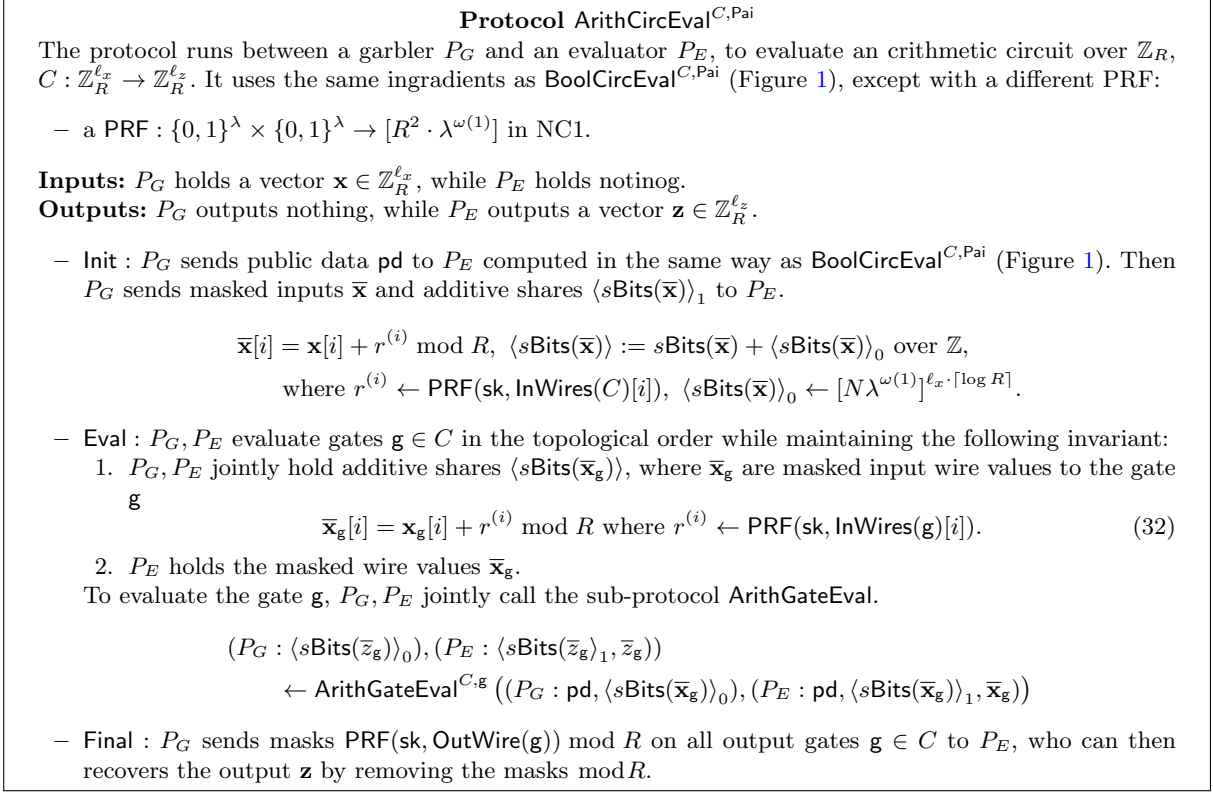 Protocol ArithCircEval^{C,Pai}
The protocol runs between a garbler P_G and an evaluator P_E, to evaluate an crithmetic circuit over ℤ_R,
C : ℤ_R^{ℓ_x} → ℤ_R^{ℓ_z}. It uses the same ingradients as BoolCircEval^{C,Pai} (Figure 1), except with a different PRF:
– a PRF : {0, 1}^λ × {0, 1}^λ → [R^2 · λ^{ω(1)}] in NC1.
Inputs: P_G holds a vector 𝐱 ∈ ℤ_R^{ℓ_x}, while P_E holds notinog.
Outputs: P_G outputs nothing, while P_E outputs a vector 𝐳 ∈ ℤ_R^{ℓ_z}.
– Init : P_G sends public data pd to P_E computed in the same way as BoolCircEval^{C,Pai} (Figure 1). Then
P_G sends masked inputs x̅ and additive shares ⟨sBits(x̅)⟩_1 to P_E.
x̅[i] = 𝐱[i] + r^{(i)} mod R, ⟨sBits(x̅)⟩ := sBits(x̅) + ⟨sBits(x̅)⟩_0 over ℤ,
where r^{(i)} ← PRF(sk, InWires(C)[i]), ⟨sBits(x̅)⟩_0 ← [Nλ^{ω(1)}]^{ℓ_x·⌈log R⌉}.
– Eval : P_G, P_E evaluate gates g ∈ C in the topological order while maintaining the following invariant:
1. P_G, P_E jointly hold additive shares ⟨sBits(x̅_g)⟩, where x̅_g are masked input wire values to the gate
g
x̅_g[i] = 𝐱_g[i] + r^{(i)} mod R where r^{(i)} ← PRF(sk, InWires(g)[i]). (32)
2. P_E holds the masked wire values x̅_g.
To evaluate the gate g, P_G, P_E jointly call the sub-protocol ArithGateEval.
(P_G : ⟨sBits(z̅_g)⟩_0), (P_E : ⟨sBits(z̅_g⟩_1, z̅_g))
← ArithGateEval^{C,g} ((P_G : pd, ⟨sBits(x̅_g)⟩_0), (P_E : pd, ⟨sBits(x̅_g)⟩_1, x̅_g))
– Final : P_G sends masks PRF(sk, OutWire(g)) mod R on all output gates g ∈ C to P_E, who can then
recovers the output 𝐳 by removing the masks mod R.